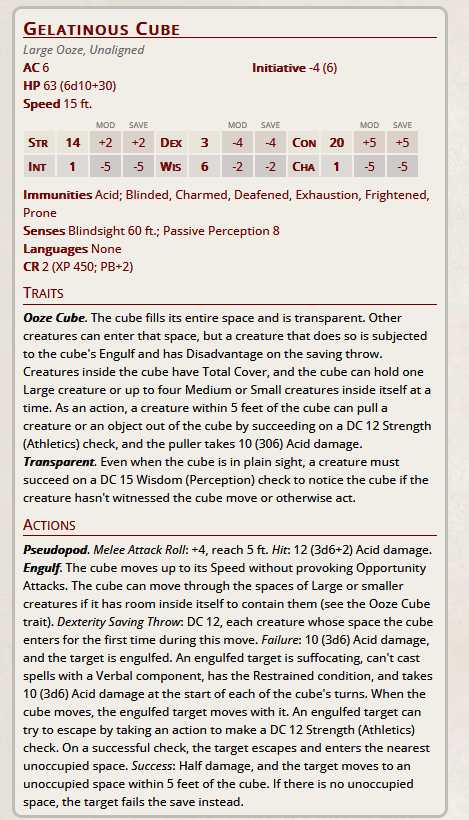 GELATINOUS CUBE
Large Ooze, Unaligned
AC 6 Initiative -4 (6)
HP 63 (6d10+30)
Speed 15 ft.
MOD SAVE MOD SAVE MOD SAVE
STR 14 +2 +2 DEX 3 -4 -4 CON 20 +5 +5
INT 1 -5 -5 WIS 6 -2 -2 CHA 1 -5 -5
Immunities Acid; Blinded, Charmed, Deafened, Exhaustion, Frightened,
Prone
Senses Blindsight 60 ft.; Passive Perception 8
Languages None
CR 2 (XP 450; PB+2)
TRAITS
Ooze Cube. The cube fills its entire space and is transparent. Other
creatures can enter that space, but a creature that does so is subjected
to the cube's Engulf and has Disadvantage on the saving throw.
Creatures inside the cube have Total Cover, and the cube can hold one
Large creature or up to four Medium or Small creatures inside itself at a
time. As an action, a creature within 5 feet of the cube can pull a
creature or an object out of the cube by succeeding on a DC 12 Strength
(Athletics) check, and the puller takes 10 (306) Acid damage.
Transparent. Even when the cube is in plain sight, a creature must
succeed on a DC 15 Wisdom (Perception) check to notice the cube if the
creature hasn't witnessed the cube move or otherwise act.
ACTIONS
Pseudopod. Melee Attack Roll: +4, reach 5 ft. Hit: 12 (3d6+2) Acid damage.
Engulf. The cube moves up to its Speed without provoking Opportunity
Attacks. The cube can move through the spaces of Large or smaller
creatures if it has room inside itself to contain them (see the Ooze Cube
trait). Dexterity Saving Throw: DC 12, each creature whose space the cube
enters for the first time during this move. Failure: 10 (3d6) Acid damage,
and the target is engulfed. An engulfed target is suffocating, can't cast
spells with a Verbal component, has the Restrained condition, and takes
10 (3d6) Acid damage at the start of each of the cube's turns. When the
cube moves, the engulfed target moves with it. An engulfed target can
try to escape by taking an action to make a DC 12 Strength (Athletics)
check. On a successful check, the target escapes and enters the nearest
unoccupied space. Success: Half damage, and the target moves to an
unoccupied space within 5 feet of the cube. If there is no unoccupied
space, the target fails the save instead.